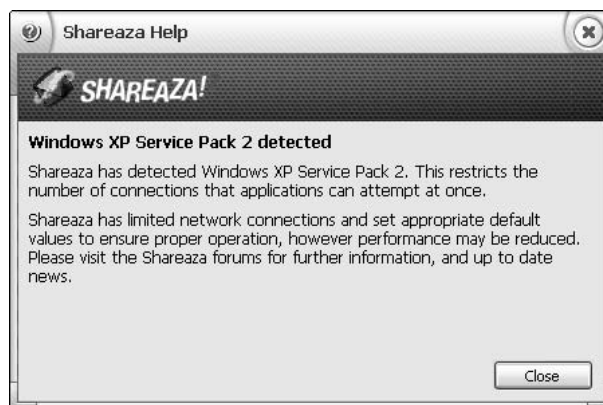 Shareaza Help
SHAREAZA!
Windows XP Service Pack 2 detected
Shareaza has detected Windows XP Service Pack 2. This restricts the
number of connections that applications can attempt at once.
Shareaza has limited network connections and set appropriate default
values to ensure proper operation, however performance may be reduced.
Please visit the Shareaza forums for further information, and up to date
news.
Close